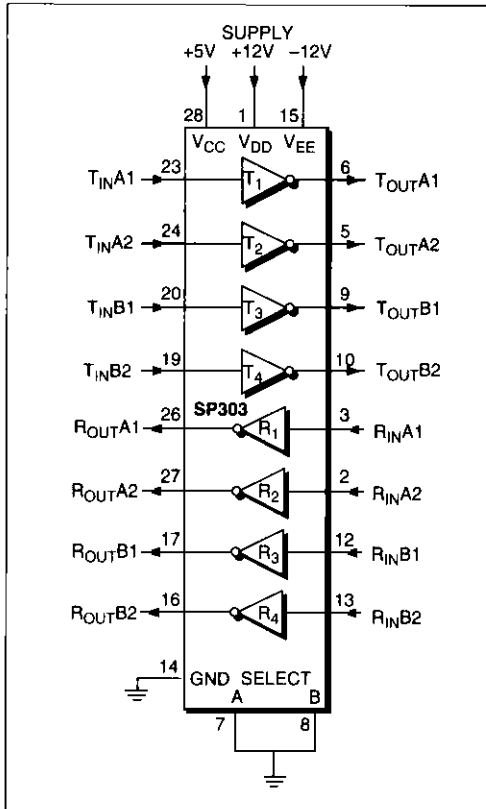 SUPPLY
+5V +12V −12V
28 1 15
VCC VDD VEE
TINA1 23 T1 6 TOUTA1
TINA2 24 T2 5 TOUTA2
TINB1 20 T3 9 TOUTB1
TINB2 19 T4 10 TOUTB2
SP303
ROUTA1 26 R1 3 RINA1
ROUTA2 27 R2 2 RINA2
ROUTB1 17 R3 12 RINB1
ROUTB2 16 R4 13 RINB2
14 GND SELECT
A B
7 8